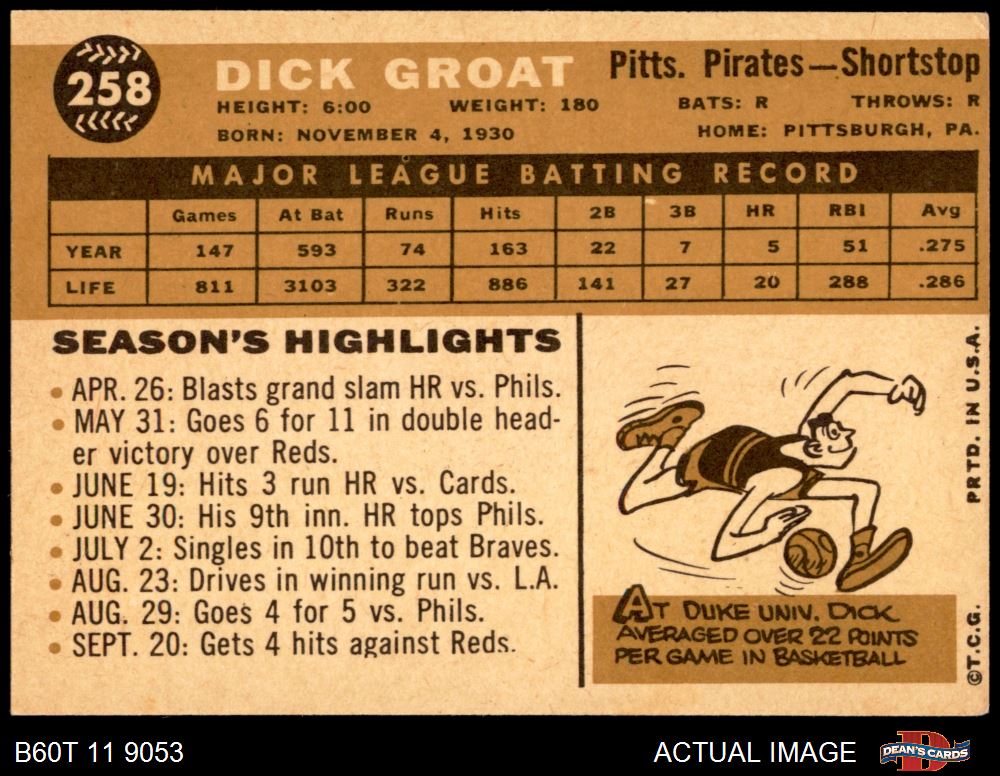 258
DICK GROAT
Pitts. Pirates—Shortstop
HEIGHT: 6:00 WEIGHT: 180 BATS: R THROWS: R
BORN: NOVEMBER 4, 1930 HOME: PITTSBURGH, PA.
MAJOR LEAGUE BATTING RECORD
Games At Bat Runs Hits 2B 3B HR RBI Avg
YEAR 147 593 74 163 22 7 5 51 .275
LIFE 811 3103 322 886 141 27 20 288 .286
SEASON'S HIGHLIGHTS
• APR. 26: Blasts grand slam HR vs. Phils.
• MAY 31: Goes 6 for 11 in double head-
er victory over Reds.
• JUNE 19: Hits 3 run HR vs. Cards.
• JUNE 30: His 9th inn. HR tops Phils.
• JULY 2: Singles in 10th to beat Braves.
• AUG. 23: Drives in winning run vs. L.A.
• AUG. 29: Goes 4 for 5 vs. Phils.
• SEPT. 20: Gets 4 hits against Reds.
AT DUKE UNIV. DICK
AVERAGED OVER 22 POINTS
PER GAME IN BASKETBALL
©T.C.G. PRTD. IN U.S.A.
B60T 11 9053
ACTUAL IMAGE
DEAN'S CARDS